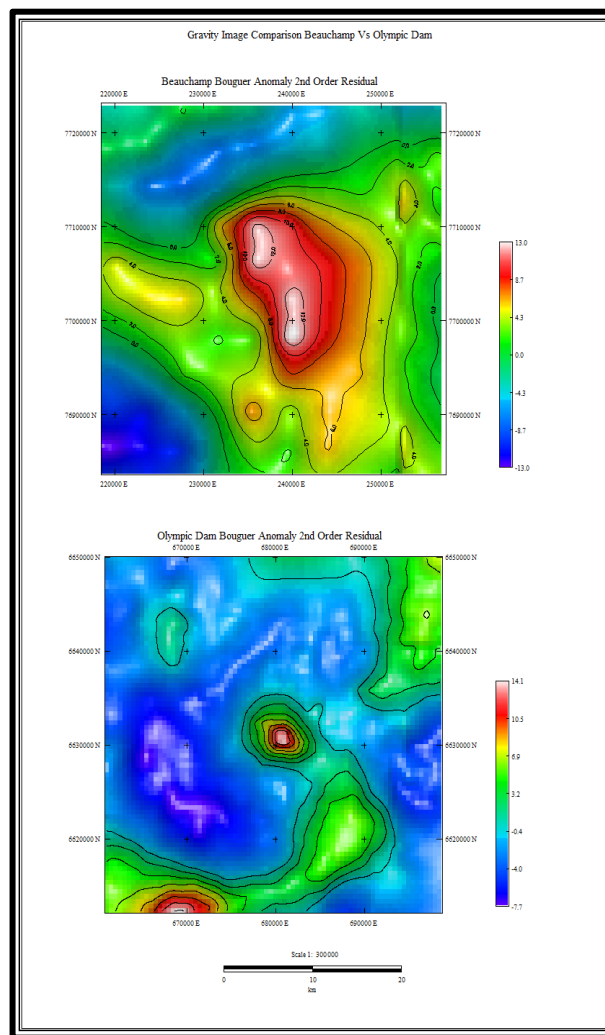 Gravity Image Comparison Beauchamp Vs Olympic Dam
Beauchamp Bouguer Anomaly 2nd Order Residual
220000 E 230000 E 240000 E 250000 E
7720000 N 7720000 N
7710000 N 7710000 N
7700000 N 7700000 N
7690000 N 7690000 N
220000 E 230000 E 240000 E 250000 E
13.0
8.7
4.3
0.0
-4.3
-8.7
-13.0
Olympic Dam Bouguer Anomaly 2nd Order Residual
670000 E 680000 E 690000 E
6650000 N 6650000 N
6640000 N 6640000 N
6630000 N 6630000 N
6620000 N 6620000 N
670000 E 680000 E 690000 E
14.1
10.5
6.9
3.2
-0.4
-4.0
-7.7
Scale 1: 300000
0 10 20
km